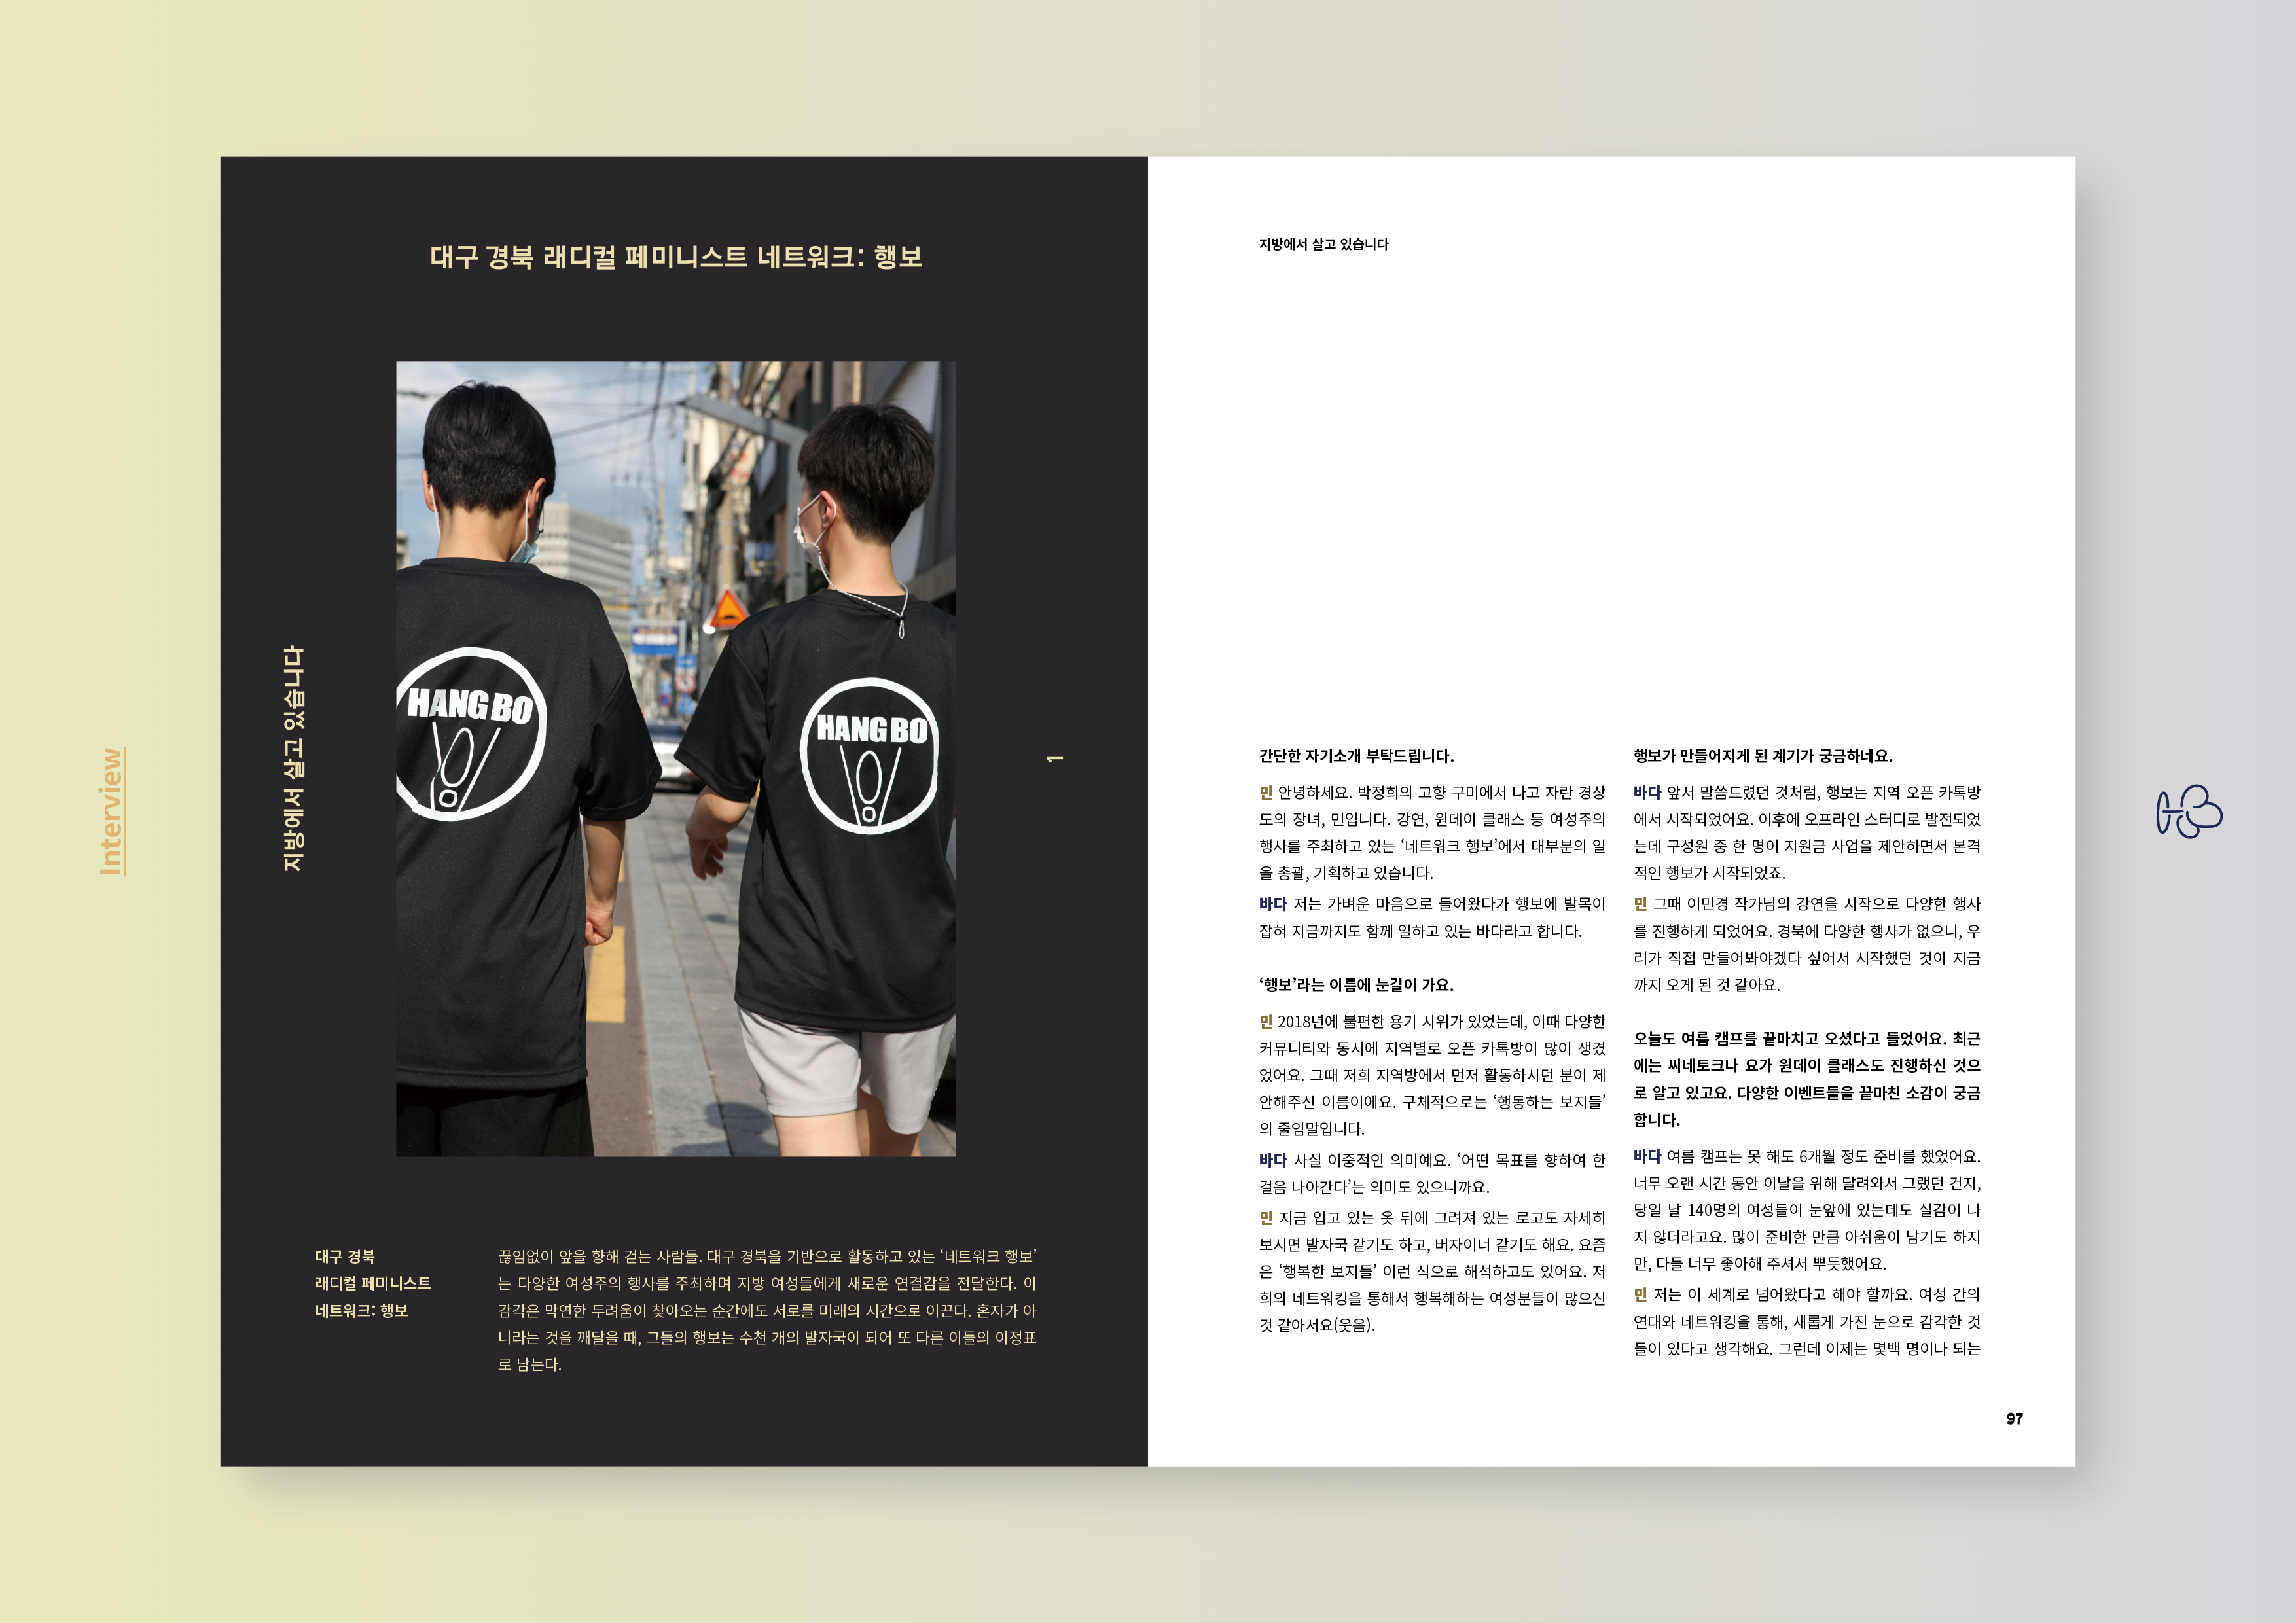 Interview
대구 경북 래디컬 페미니스트 네트워크: 행보
지방에서 살고 있습니다
HANG BO
HANG BO
1
대구 경북
래디컬 페미니스트
네트워크: 행보
끊임없이 앞을 향해 걷는 사람들. 대구 경북을 기반으로 활동하고 있는 ‘네트워크 행보’
는 다양한 여성주의 행사를 주최하며 지방 여성들에게 새로운 연결감을 전달한다. 이
감각은 막연한 두려움이 찾아오는 순간에도 서로를 미래의 시간으로 이끈다. 혼자가 아
니라는 것을 깨달을 때, 그들의 행보는 수천 개의 발자국이 되어 또 다른 이들의 이정표
로 남는다.
지방에서 살고 있습니다
간단한 자기소개 부탁드립니다.
민 안녕하세요. 박정희의 고향 구미에서 나고 자란 경상
도의 장녀, 민입니다. 강연, 원데이 클래스 등 여성주의
행사를 주최하고 있는 ‘네트워크 행보’에서 대부분의 일
을 총괄, 기획하고 있습니다.
바다 저는 가벼운 마음으로 들어왔다가 행보에 발목이
잡혀 지금까지도 함께 일하고 있는 바다라고 합니다.
‘행보’라는 이름에 눈길이 가요.
민 2018년에 불편한 용기 시위가 있었는데, 이때 다양한
커뮤니티와 동시에 지역별로 오픈 카톡방이 많이 생겼
었어요. 그때 저희 지역방에서 먼저 활동하시던 분이 제
안해주신 이름이에요. 구체적으로는 ‘행동하는 보지들’
의 줄임말입니다.
바다 사실 이중적인 의미예요. ‘어떤 목표를 향하여 한
걸음 나아간다’는 의미도 있으니까요.
민 지금 입고 있는 옷 뒤에 그려져 있는 로고도 자세히
보시면 발자국 같기도 하고, 버자이너 같기도 해요. 요즘
은 ‘행복한 보지들’ 이런 식으로 해석하고도 있어요. 저
희의 네트워킹을 통해서 행복해하는 여성분들이 많으신
것 같아서요(웃음).
행보가 만들어지게 된 계기가 궁금하네요.
바다 앞서 말씀드렸던 것처럼, 행보는 지역 오픈 카톡방
에서 시작되었어요. 이후에 오프라인 스터디로 발전되었
는데 구성원 중 한 명이 지원금 사업을 제안하면서 본격
적인 행보가 시작되었죠.
민 그때 이민경 작가님의 강연을 시작으로 다양한 행사
를 진행하게 되었어요. 경북에 다양한 행사가 없으니, 우
리가 직접 만들어봐야겠다 싶어서 시작했던 것이 지금
까지 오게 된 것 같아요.
오늘도 여름 캠프를 끝마치고 오셨다고 들었어요. 최근
에는 씨네토크나 요가 원데이 클래스도 진행하신 것으
로 알고 있고요. 다양한 이벤트들을 끝마친 소감이 궁금
합니다.
바다 여름 캠프는 못 해도 6개월 정도 준비를 했었어요.
너무 오랜 시간 동안 이날을 위해 달려와서 그랬던 건지,
당일 날 140명의 여성들이 눈앞에 있는데도 실감이 나
지 않더라고요. 많이 준비한 만큼 아쉬움이 남기도 하지
만, 다들 너무 좋아해 주셔서 뿌듯했어요.
민 저는 이 세계로 넘어왔다고 해야 할까요. 여성 간의
연대와 네트워킹을 통해, 새롭게 가진 눈으로 감각한 것
들이 있다고 생각해요. 그런데 이제는 몇백 명이나 되는
97